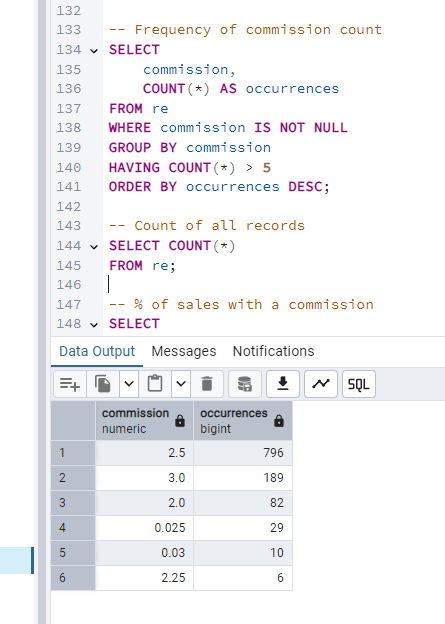 132
133 -- Frequency of commission count
134 SELECT
135 commission,
136 COUNT(*) AS occurrences
137 FROM re
138 WHERE commission IS NOT NULL
139 GROUP BY commission
140 HAVING COUNT(*) > 5
141 ORDER BY occurrences DESC;
142
143 -- Count of all records
144 SELECT COUNT(*)
145 FROM re;
146
147 -- % of sales with a commission
148 SELECT
Data Output Messages Notifications
SQL
commission occurrences
numeric bigint
1 2.5 796
2 3.0 189
3 2.0 82
4 0.025 29
5 0.03 10
6 2.25 6